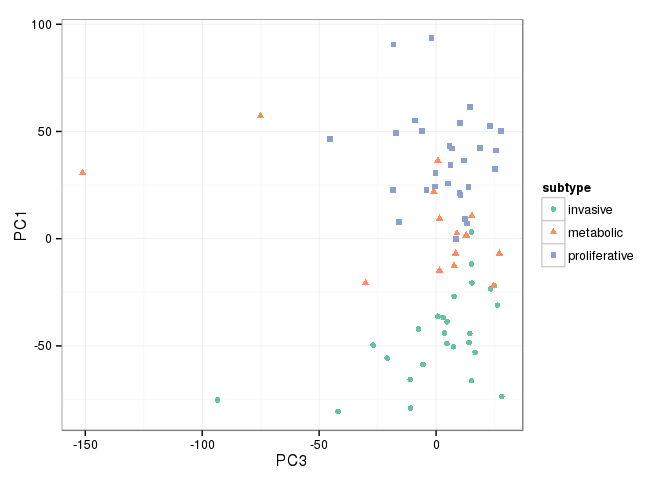 100
50
0
-50
PC1
-150
-100
-50
0
PC3
subtype
invasive
metabolic
proliferative